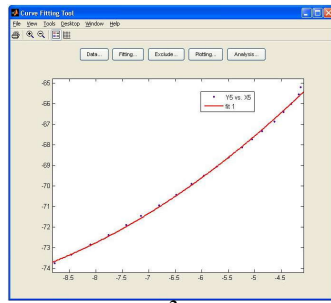 Curve Fitting Tool
File View Tools Desktop Window Help
Data... Fitting... Exclude... Plotting... Analysis...
Y5 vs. X5
fit 1
-65
-66
-67
-68
-69
-70
-71
-72
-73
-74
-8.5 -8 -7.5 -7 -6.5 -6 -5.5 -5 -4.5